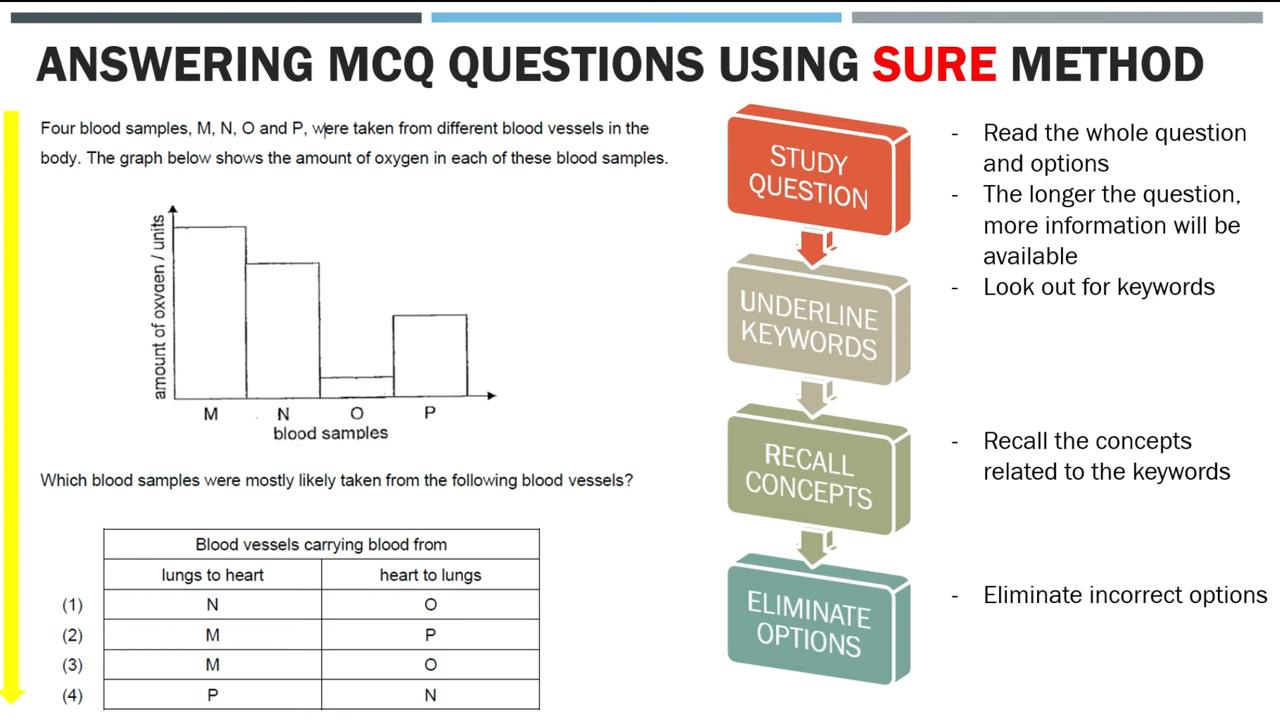 ANSWERING MCQ QUESTIONS USING SURE METHOD
Four blood samples, M, N, O and P, were taken from different blood vessels in the
body. The graph below shows the amount of oxygen in each of these blood samples.
amount of oxygen / units
M N O P
blood samples
Which blood samples were mostly likely taken from the following blood vessels?
Blood vessels carrying blood from
lungs to heart heart to lungs
(1) N O
(2) M P
(3) M O
(4) P N
STUDY
QUESTION
- Read the whole question
and options
- The longer the question,
more information will be
available
- Look out for keywords
UNDERLINE
KEYWORDS
RECALL
CONCEPTS
- Recall the concepts
related to the keywords
ELIMINATE
OPTIONS
- Eliminate incorrect options